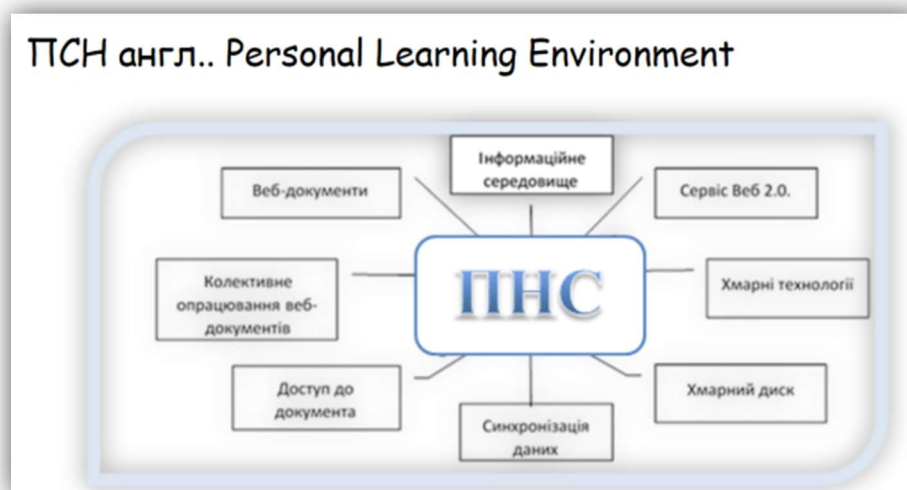 ПСН англ.. Personal Learning Environment
Інформаційне
середовище
Веб-документи
Сервіс Веб 2.0.
ПНС
Колективне
опрацювання веб-
документів
Хмарні технології
Доступ до
документа
Хмарний диск
Синхронізація
даних